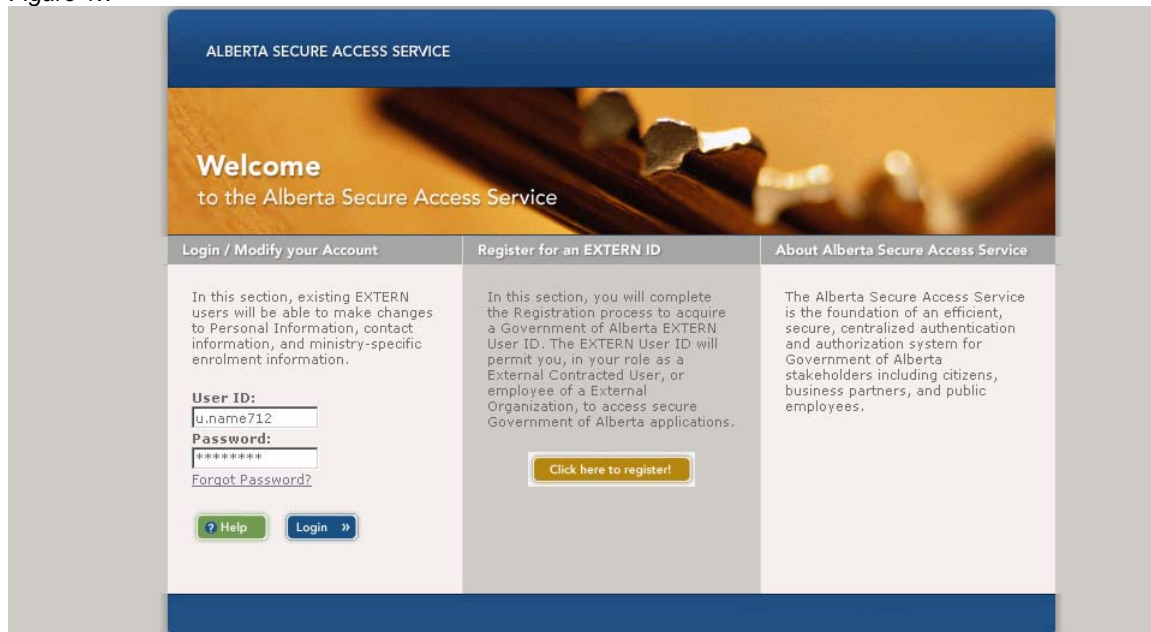 ALBERTA SECURE ACCESS SERVICE
Welcome
to the Alberta Secure Access Service
Login / Modify your Account
In this section, existing EXTERN
users will be able to make changes
to Personal Information, contact
information, and ministry-specific
enrolment information.
User ID:
u.name712
Password:
********
Forgot Password?
? Help
Login »
Register for an EXTERN ID
In this section, you will complete
the Registration process to acquire
a Government of Alberta EXTERN
User ID. The EXTERN User ID will
permit you, in your role as a
External Contracted User, or
employee of a External
Organization, to access secure
Government of Alberta applications.
Click here to register!
About Alberta Secure Access Service
The Alberta Secure Access Service
is the foundation of an efficient,
secure, centralized authentication
and authorization system for
Government of Alberta
stakeholders including citizens,
business partners, and public
employees.